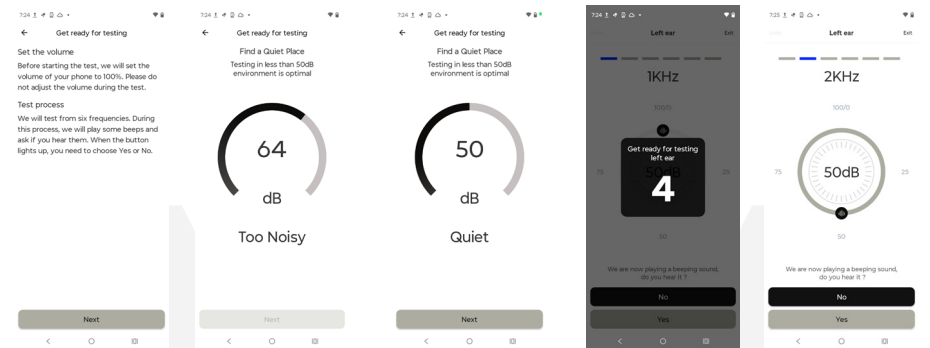 7:24
Get ready for testing
Set the volume
Before starting the test, we will set the
volume of your phone to 100%. Please do
not adjust the volume during the test.
Test process
We will test from six frequencies. During
this process, we will play some beeps and
ask if you hear them. When the button
lights up, you need to choose Yes or No.
Next
7:24
Get ready for testing
Find a Quiet Place
Testing in less than 50dB
environment is optimal
64
dB
Too Noisy
Next
7:24
Get ready for testing
Find a Quiet Place
Testing in less than 50dB
environment is optimal
50
dB
Quiet
Next
7:24
Left ear
Exit
1KHz
100/0
Get ready for testing
left ear
4
50dB
75
25
50
We are now playing a beeping sound,
do you hear it ?
No
Yes
7:25
Left ear
Exit
2KHz
100/0
75
50dB
25
50
We are now playing a beeping sound,
do you hear it ?
No
Yes